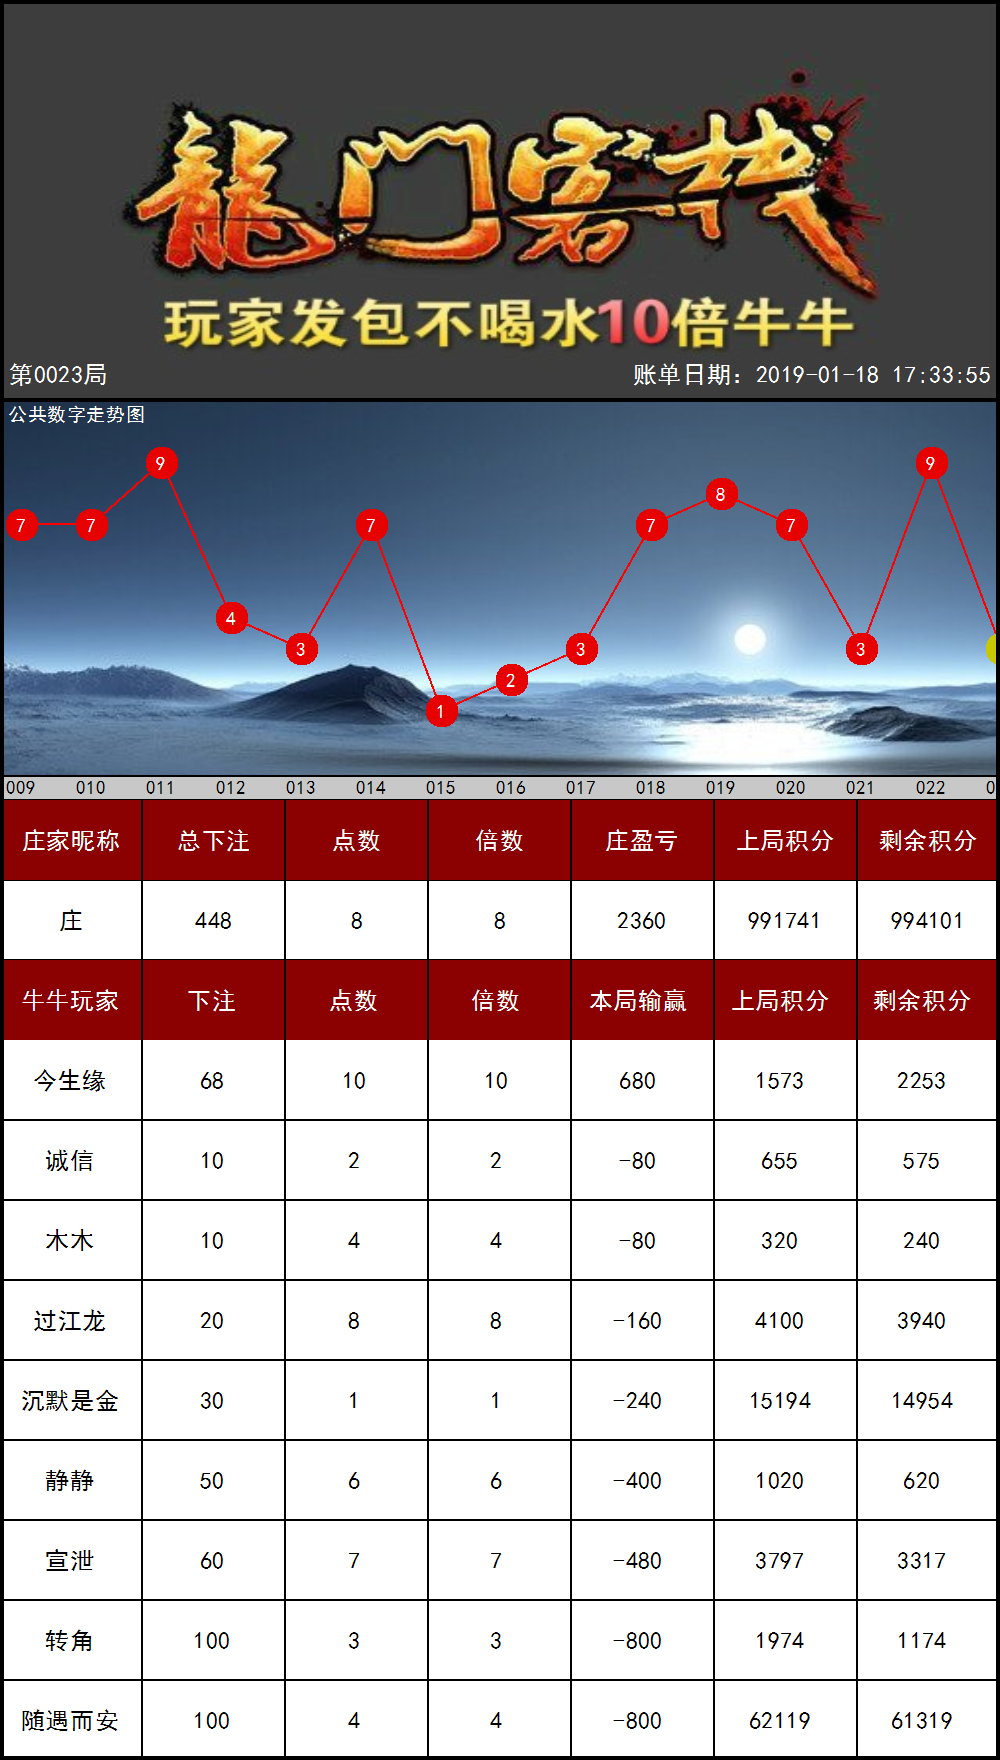 龍门客栈
玩家发包不喝水10倍牛牛
第0023局 账单日期：2019-01-18 17:33:55
公共数字走势图
7 7 9 4 3 7 1 2 3 7 8 7 3 9
009 010 011 012 013 014 015 016 017 018 019 020 021 022 0
庄家昵称 总下注 点数 倍数 庄盈亏 上局积分 剩余积分
庄 448 8 8 2360 991741 994101
牛牛玩家 下注 点数 倍数 本局输赢 上局积分 剩余积分
今生缘 68 10 10 680 1573 2253
诚信 10 2 2 -80 655 575
木木 10 4 4 -80 320 240
过江龙 20 8 8 -160 4100 3940
沉默是金 30 1 1 -240 15194 14954
静静 50 6 6 -400 1020 620
宣泄 60 7 7 -480 3797 3317
转角 100 3 3 -800 1974 1174
随遇而安 100 4 4 -800 62119 61319